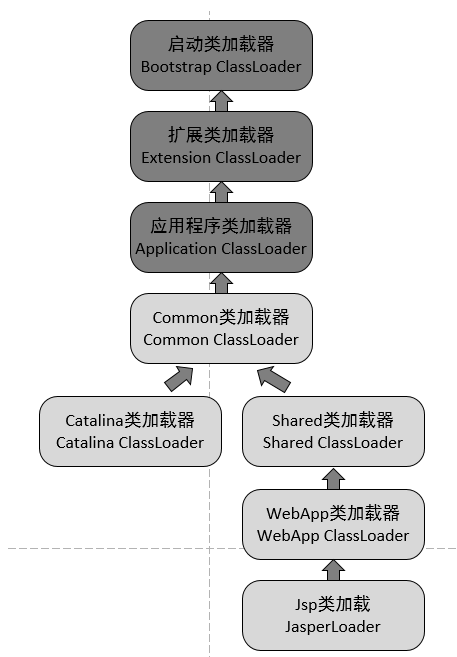 启动类加载器
Bootstrap ClassLoader
扩展类加载器
Extension ClassLoader
应用程序类加载器
Application ClassLoader
Common类加载器
Common ClassLoader
Catalina类加载器
Catalina ClassLoader
Shared类加载器
Shared ClassLoader
WebApp类加载器
WebApp ClassLoader
Jsp类加载
JasperLoader